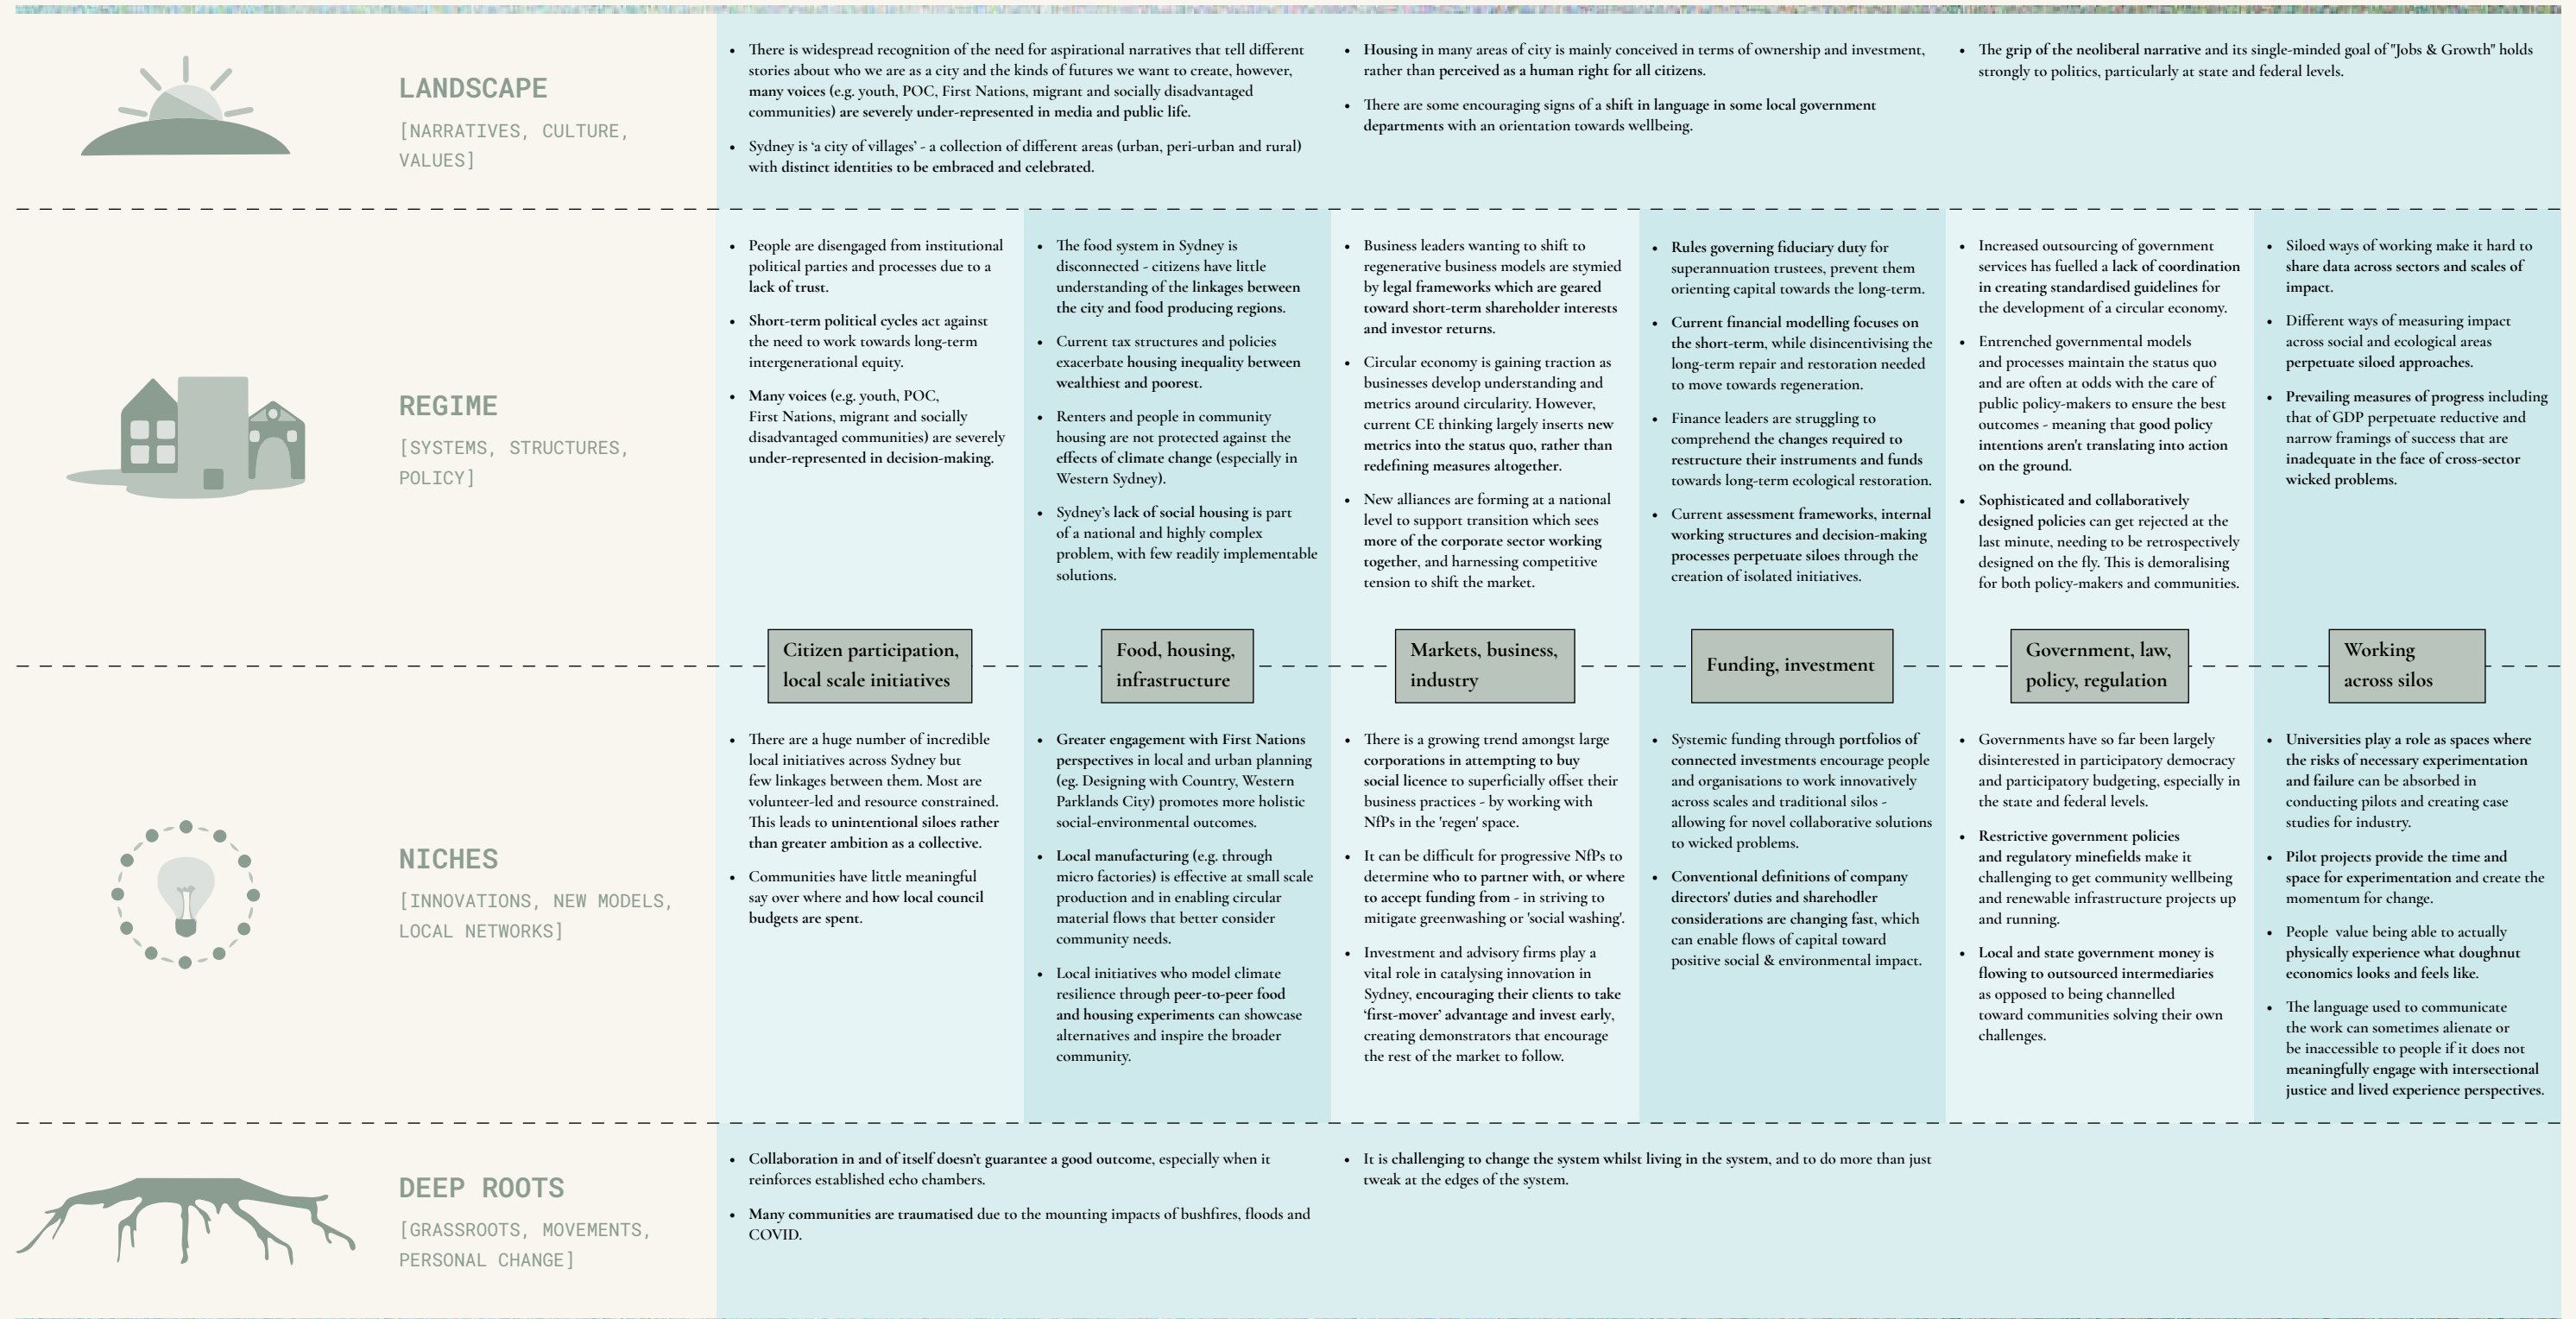 LANDSCAPE
[NARRATIVES, CULTURE,
VALUES]
• There is widespread recognition of the need for aspirational narratives that tell different
stories about who we are as a city and the kinds of futures we want to create, however,
many voices (e.g. youth, POC, First Nations, migrant and socially disadvantaged
communities) are severely under-represented in media and public life.
• Sydney is ‘a city of villages’ - a collection of different areas (urban, peri-urban and rural)
with distinct identities to be embraced and celebrated.
• Housing in many areas of city is mainly conceived in terms of ownership and investment,
rather than perceived as a human right for all citizens.
• There are some encouraging signs of a shift in language in some local government
departments with an orientation towards wellbeing.
• The grip of the neoliberal narrative and its single-minded goal of "Jobs & Growth" holds
strongly to politics, particularly at state and federal levels.
REGIME
[SYSTEMS, STRUCTURES,
POLICY]
• People are disengaged from institutional
political parties and processes due to a
lack of trust.
• Short-term political cycles act against
the need to work towards long-term
intergenerational equity.
• Many voices (e.g. youth, POC,
First Nations, migrant and socially
disadvantaged communities) are severely
under-represented in decision-making.
• The food system in Sydney is
disconnected - citizens have little
understanding of the linkages between
the city and food producing regions.
• Current tax structures and policies
exacerbate housing inequality between
wealthiest and poorest.
• Renters and people in community
housing are not protected against the
effects of climate change (especially in
Western Sydney).
• Sydney’s lack of social housing is part
of a national and highly complex
problem, with few readily implementable
solutions.
• Business leaders wanting to shift to
regenerative business models are stymied
by legal frameworks which are geared
toward short-term shareholder interests
and investor returns.
• Circular economy is gaining traction as
businesses develop understanding and
metrics around circularity. However,
current CE thinking largely inserts new
metrics into the status quo, rather than
redefining measures altogether.
• New alliances are forming at a national
level to support transition which sees
more of the corporate sector working
together, and harnessing competitive
tension to shift the market.
• Rules governing fiduciary duty for
superannuation trustees, prevent them
orienting capital towards the long-term.
• Current financial modelling focuses on
the short-term, while disincentivising the
long-term repair and restoration needed
to move towards regeneration.
• Finance leaders are struggling to
comprehend the changes required to
restructure their instruments and funds
towards long-term ecological restoration.
• Current assessment frameworks, internal
working structures and decision-making
processes perpetuate siloes through the
creation of isolated initiatives.
• Increased outsourcing of government
services has fuelled a lack of coordination
in creating standardised guidelines for
the development of a circular economy.
• Entrenched governmental models
and processes maintain the status quo
and are often at odds with the care of
public policy-makers to ensure the best
outcomes - meaning that good policy
intentions aren't translating into action
on the ground.
• Sophisticated and collaboratively
designed policies can get rejected at the
last minute, needing to be retrospectively
designed on the fly. This is demoralising
for both policy-makers and communities.
• Siloed ways of working make it hard to
share data across sectors and scales of
impact.
• Different ways of measuring impact
across social and ecological areas
perpetuate siloed approaches.
• Prevailing measures of progress including
that of GDP perpetuate reductive and
narrow framings of success that are
inadequate in the face of cross-sector
wicked problems.
Citizen participation,
local scale initiatives
Food, housing,
infrastructure
Markets, business,
industry
Funding, investment
Government, law,
policy, regulation
Working
across silos
NICHES
[INNOVATIONS, NEW MODELS,
LOCAL NETWORKS]
• There are a huge number of incredible
local initiatives across Sydney but
few linkages between them. Most are
volunteer-led and resource constrained.
This leads to unintentional siloes rather
than greater ambition as a collective.
• Communities have little meaningful
say over where and how local council
budgets are spent.
• Greater engagement with First Nations
perspectives in local and urban planning
(eg. Designing with Country, Western
Parklands City) promotes more holistic
social-environmental outcomes.
• Local manufacturing (e.g. through
micro factories) is effective at small scale
production and in enabling circular
material flows that better consider
community needs.
• Local initiatives who model climate
resilience through peer-to-peer food
and housing experiments can showcase
alternatives and inspire the broader
community.
• There is a growing trend amongst large
corporations in attempting to buy
social licence to superficially offset their
business practices - by working with
NfPs in the 'regen' space.
• It can be difficult for progressive NfPs to
determine who to partner with, or where
to accept funding from - in striving to
mitigate greenwashing or 'social washing'.
• Investment and advisory firms play a
vital role in catalysing innovation in
Sydney, encouraging their clients to take
‘first-mover’ advantage and invest early,
creating demonstrators that encourage
the rest of the market to follow.
• Systemic funding through portfolios of
connected investments encourage people
and organisations to work innovatively
across scales and traditional silos -
allowing for novel collaborative solutions
to wicked problems.
• Conventional definitions of company
directors' duties and sharehodler
considerations are changing fast, which
can enable flows of capital toward
positive social & environmental impact.
• Governments have so far been largely
disinterested in participatory democracy
and participatory budgeting, especially in
the state and federal levels.
• Restrictive government policies
and regulatory minefields make it
challenging to get community wellbeing
and renewable infrastructure projects up
and running.
• Local and state government money is
flowing to outsourced intermediaries
as opposed to being channelled
toward communities solving their own
challenges.
• Universities play a role as spaces where
the risks of necessary experimentation
and failure can be absorbed in
conducting pilots and creating case
studies for industry.
• Pilot projects provide the time and
space for experimentation and create the
momentum for change.
• People value being able to actually
physically experience what doughnut
economics looks and feels like.
• The language used to communicate
the work can sometimes alienate or
be inaccessible to people if it does not
meaningfully engage with intersectional
justice and lived experience perspectives.
DEEP ROOTS
[GRASSROOTS, MOVEMENTS,
PERSONAL CHANGE]
• Collaboration in and of itself doesn’t guarantee a good outcome, especially when it
reinforces established echo chambers.
• Many communities are traumatised due to the mounting impacts of bushfires, floods and
COVID.
• It is challenging to change the system whilst living in the system, and to do more than just
tweak at the edges of the system.